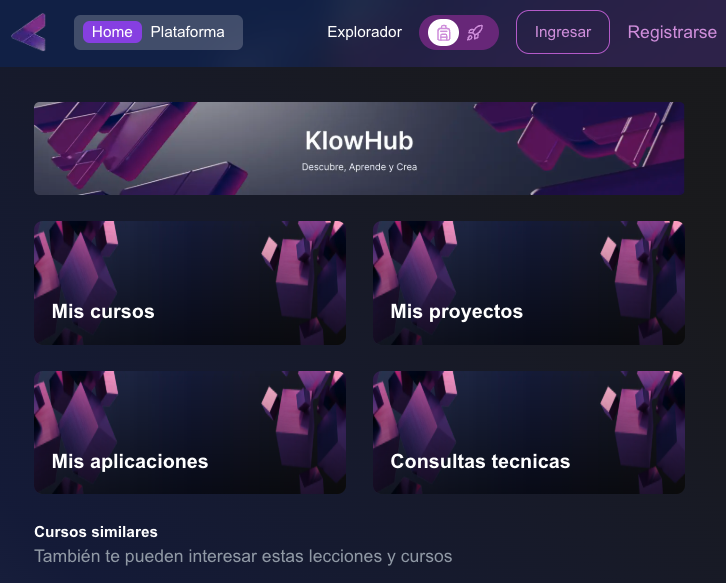 Home Plataforma Explorador Ingresar Registrarse
KlowHub
Descubre, Aprende y Crea
Mis cursos Mis proyectos
Mis aplicaciones Consultas tecnicas
Cursos similares
También te pueden interesar estas lecciones y cursos